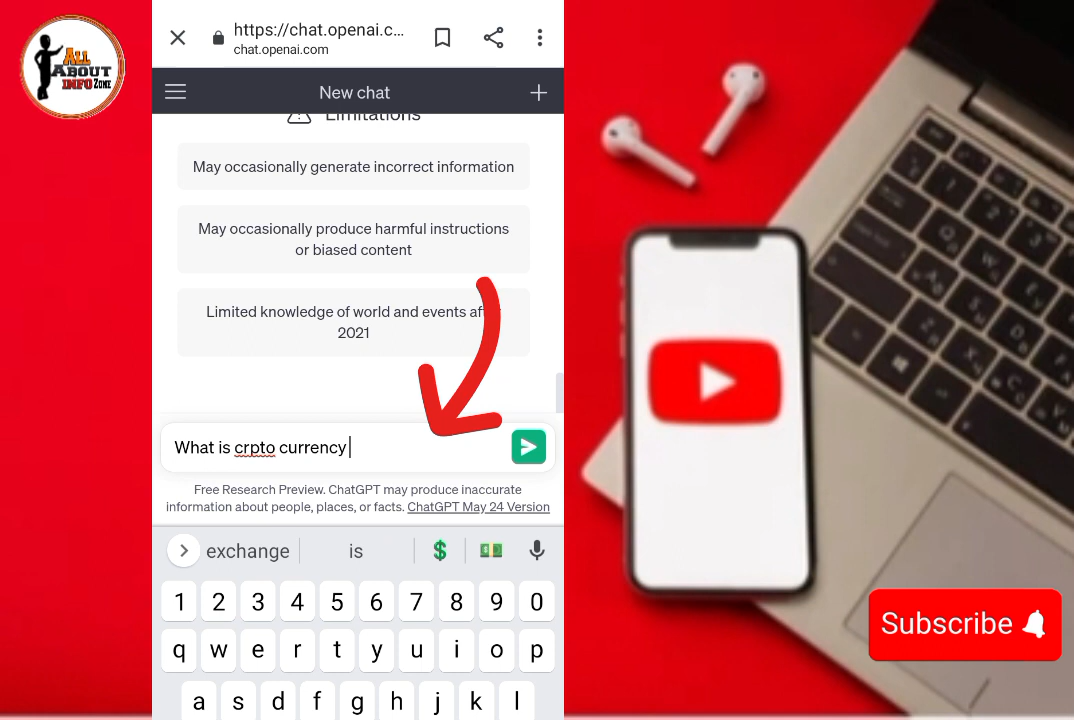 ALL
ABOUT
INFO ZONE
https://chat.openai.c...
chat.openai.com
New chat
Limitations
May occasionally generate incorrect information
May occasionally produce harmful instructions
or biased content
Limited knowledge of world and events
2021
What is crpto currency
Free Research Preview. ChatGPT may produce inaccurate
information about people, places, or facts. ChatGPT May 24 Version
exchange
is
1 2 3 4 5 6 7 8 9 0
q w e r t y u i o p
a s d f g h j k l
Subscribe